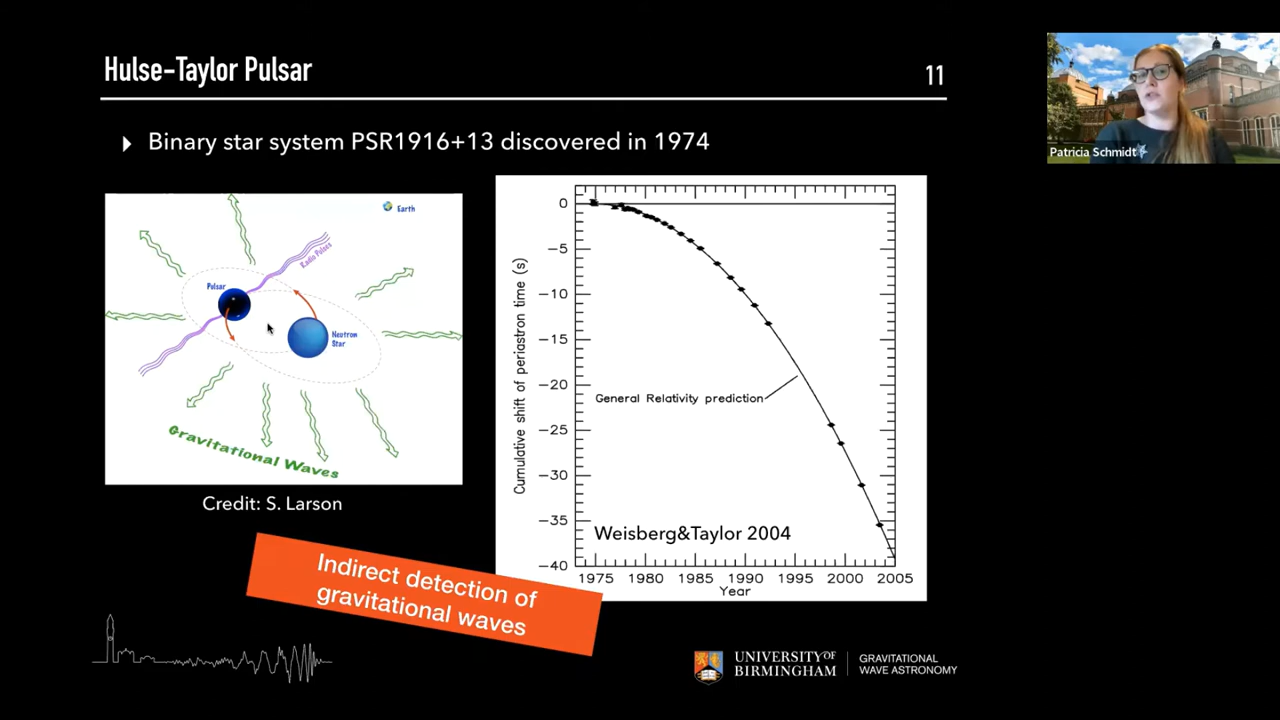 Hulse-Taylor Pulsar
11
Patricia Schmidt
Binary star system PSR1916+13 discovered in 1974
Earth
Radio Pulses
Pulsar
Neutron
Star
Gravitational Waves
Credit: S. Larson
0
−5
−10
−15
−20
−25
−30
−35
−40
Cumulative shift of periastron time (s)
General Relativity prediction
Weisberg&Taylor 2004
1975 1980 1985 1990 1995 2000 2005
Year
Indirect detection of
gravitational waves
UNIVERSITY OF
BIRMINGHAM
GRAVITATIONAL
WAVE ASTRONOMY